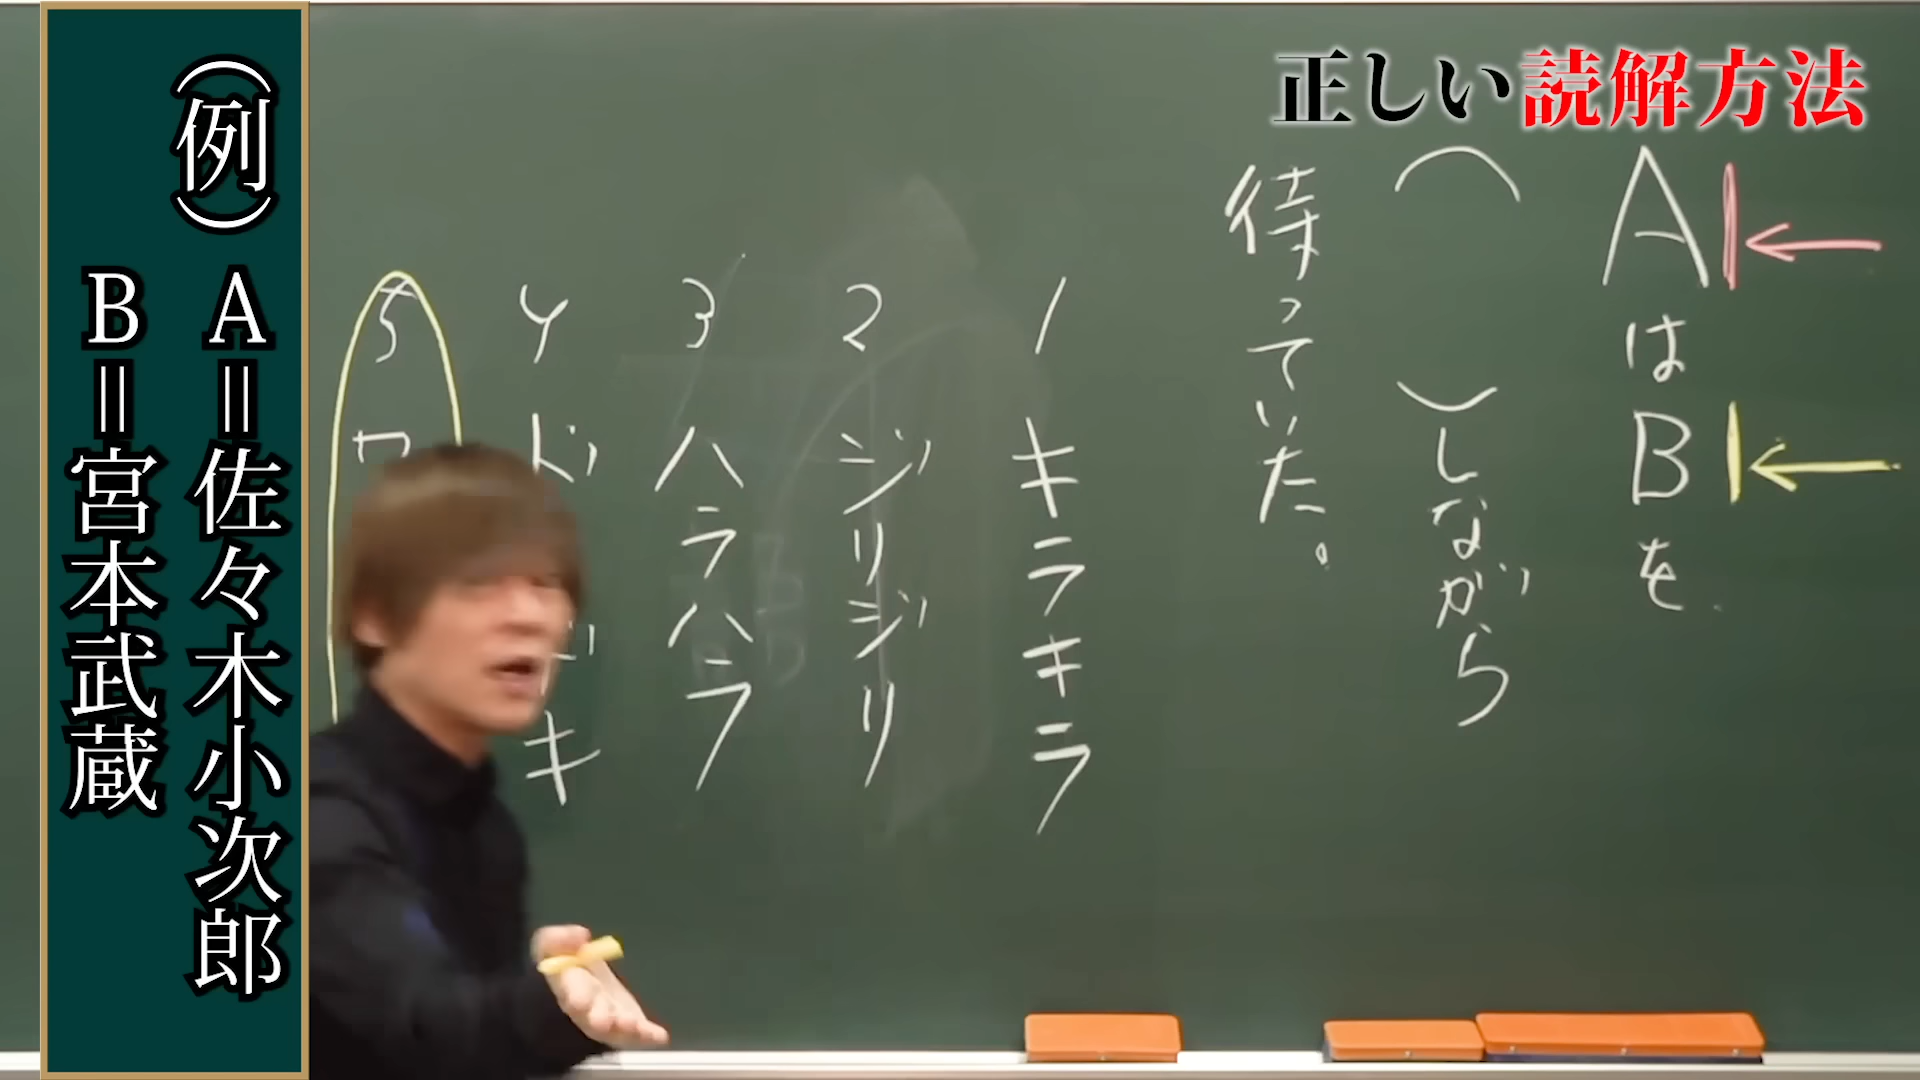 正しい読解方法
AはBを
（　　　）しながら
待っていた。
1 キラキラ
2 ジリジリ
3 ハラハラ
4
5
（例）A＝佐々木小次郎
B＝宮本武蔵